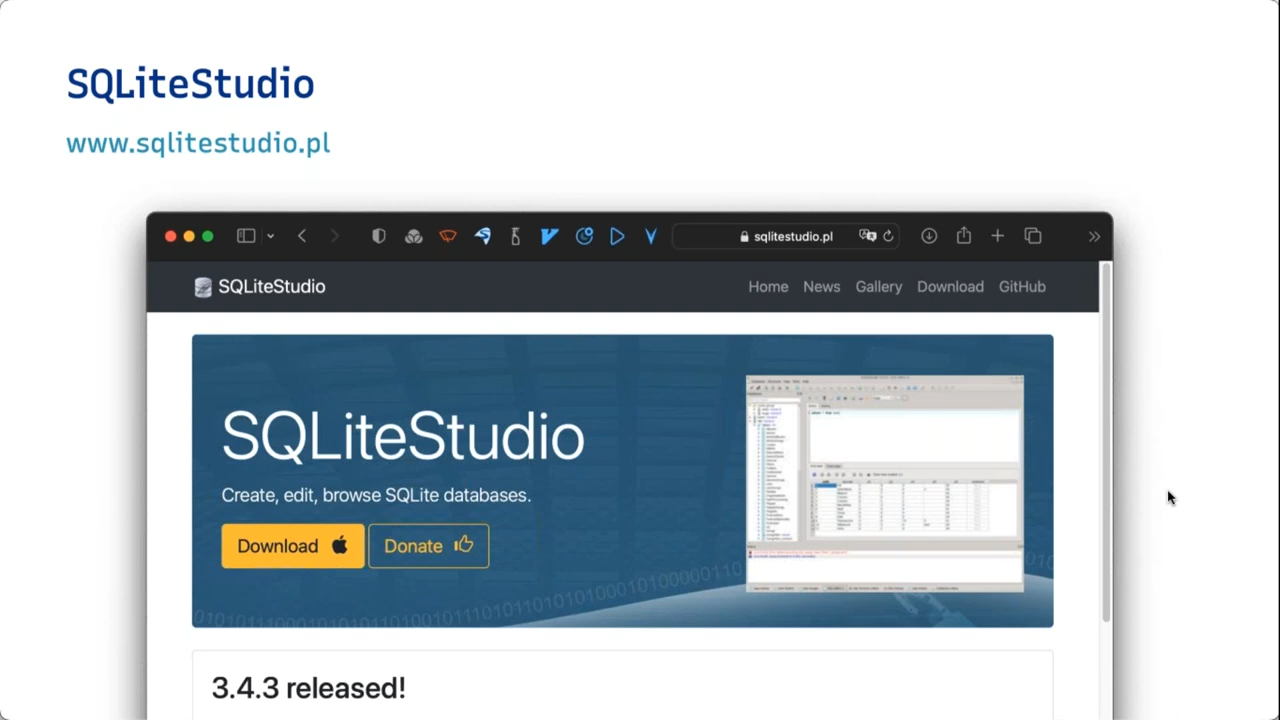 SQLiteStudio
www.sqlitestudio.pl
sqlitestudio.pl
SQLiteStudio
Home News Gallery Download GitHub
SQLiteStudio
Create, edit, browse SQLite databases.
Download Donate
3.4.3 released!